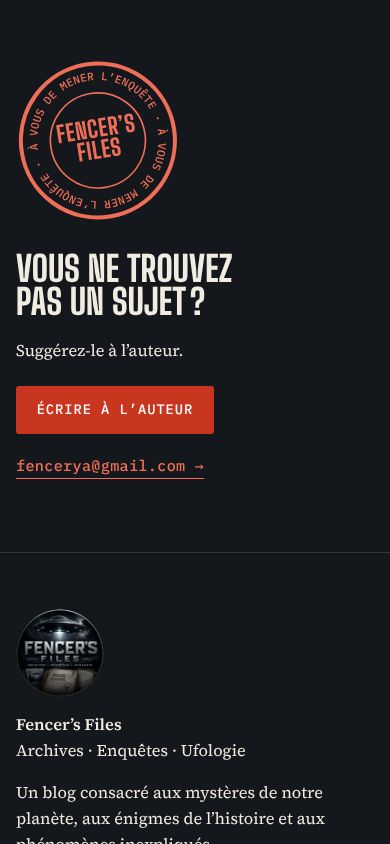 À VOUS DE MENER L’ENQUÊTE · À VOUS DE MENER L’ENQUÊTE ·
FENCER’S
FILES
VOUS NE TROUVEZ
PAS UN SUJET ?
Suggérez-le à l’auteur.
ÉCRIRE À L’AUTEUR
fencerya@gmail.com →
FENCER’S
FILES
Fencer’s Files
Archives · Enquêtes · Ufologie
Un blog consacré aux mystères de notre
planète, aux énigmes de l’histoire et aux
phénomènes inexpliqués